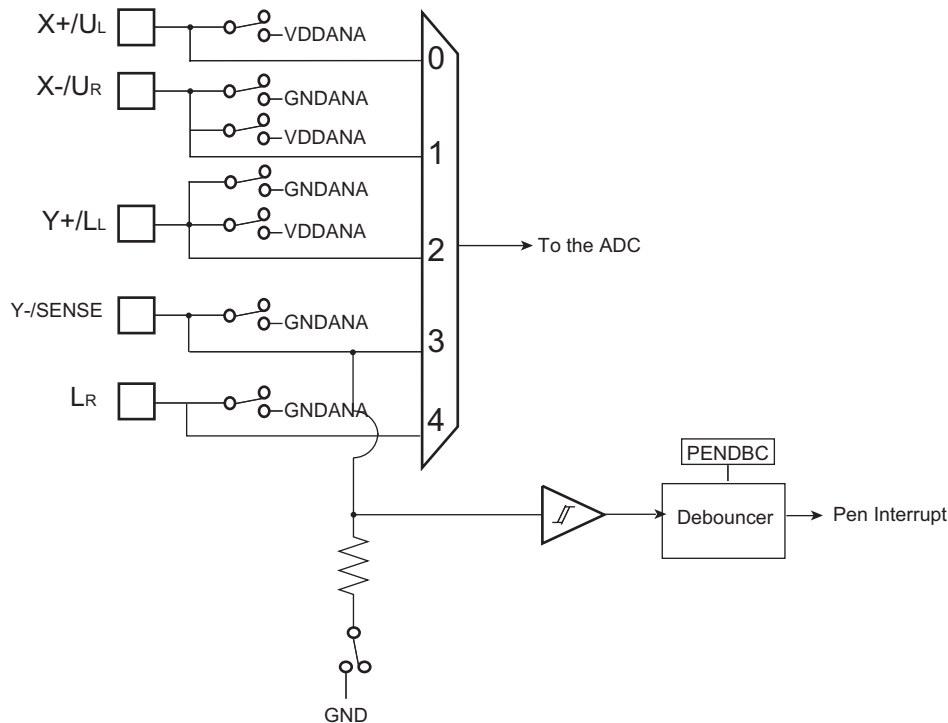 X+/UL
VDDANA
0
X-/UR
GNDANA
VDDANA
1
GNDANA
Y+/LL
VDDANA
2
To the ADC
Y-/SENSE
GNDANA
3
LR
GNDANA
4
PENDBC
Debouncer
Pen Interrupt
GND